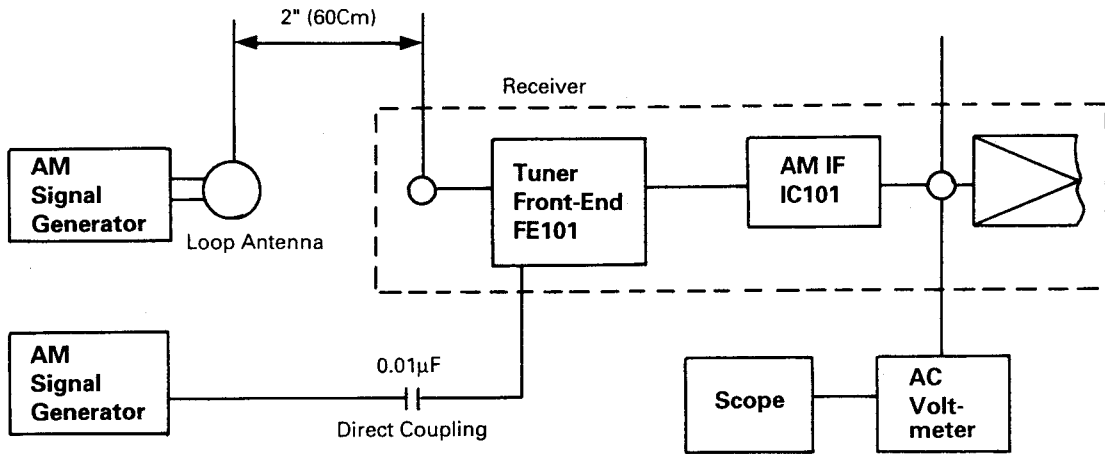 2" (60Cm)
Receiver
AM
Signal
Generator
Loop Antenna
Tuner
Front-End
FE101
AM IF
IC101
AM
Signal
Generator
0.01μF
Direct Coupling
Scope
AC
Volt-
meter